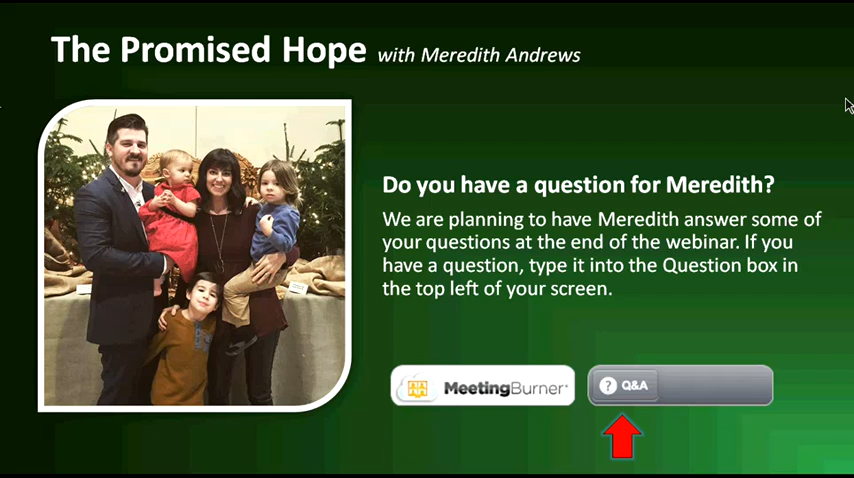 The Promised Hope with Meredith Andrews
Do you have a question for Meredith?
We are planning to have Meredith answer some of
your questions at the end of the webinar. If you
have a question, type it into the Question box in
the top left of your screen.
MeetingBurner
? Q&A